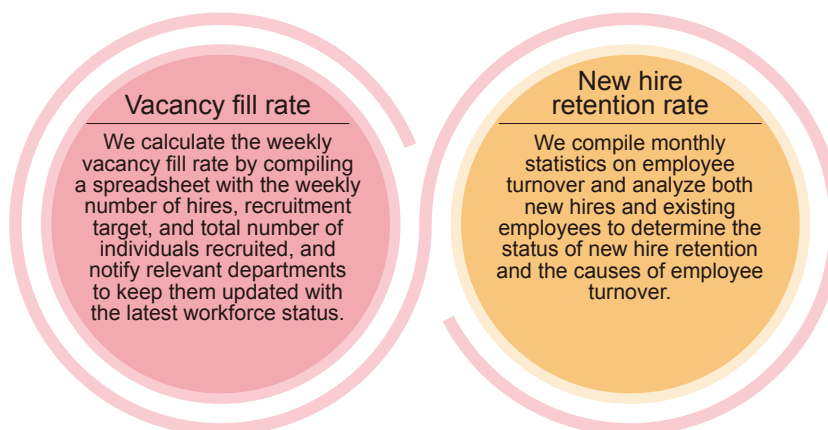 Vacancy fill rate
We calculate the weekly
vacancy fill rate by compiling
a spreadsheet with the weekly
number of hires, recruitment
target, and total number of
individuals recruited, and
notify relevant departments
to keep them updated with
the latest workforce status.
New hire
retention rate
We compile monthly
statistics on employee
turnover and analyze both
new hires and existing
employees to determine the
status of new hire retention
and the causes of employee
turnover.